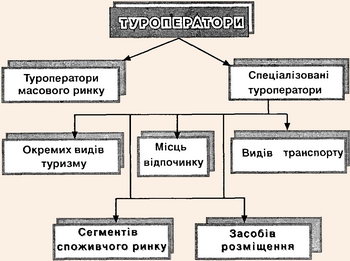 ТУРОПЕРАТОРИ
Туроператори
масового ринку
Спеціалізовані
туроператори
Окремих видів
туризму
Місць
відпочинку
Видів транспорту
Сегментів
споживчого ринку
Засобів
розміщення